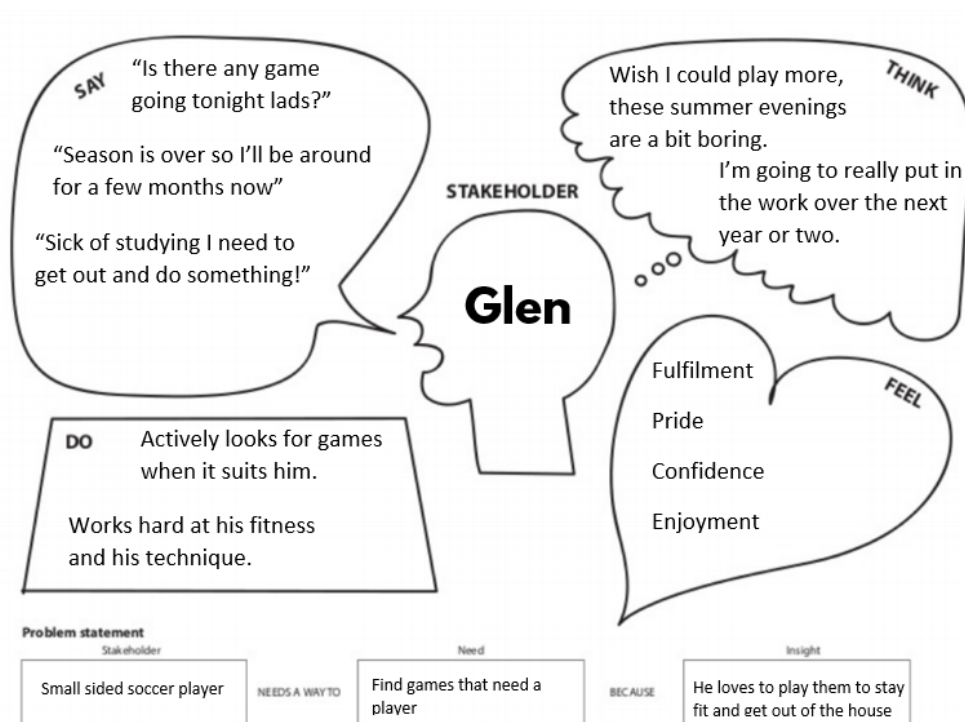 SAY
“Is there any game
going tonight lads?”
“Season is over so I’ll be around
for a few months now”
“Sick of studying I need to
get out and do something!”
THINK
Wish I could play more,
these summer evenings
are a bit boring.
I’m going to really put in
the work over the next
year or two.
STAKEHOLDER
Glen
DO
Actively looks for games
when it suits him.
Works hard at his fitness
and his technique.
FEEL
Fulfilment
Pride
Confidence
Enjoyment
Problem statement
Stakeholder
Need
Insight
Small sided soccer player
NEEDS A WAY TO
Find games that need a
player
BECAUSE
He loves to play them to stay
fit and get out of the house